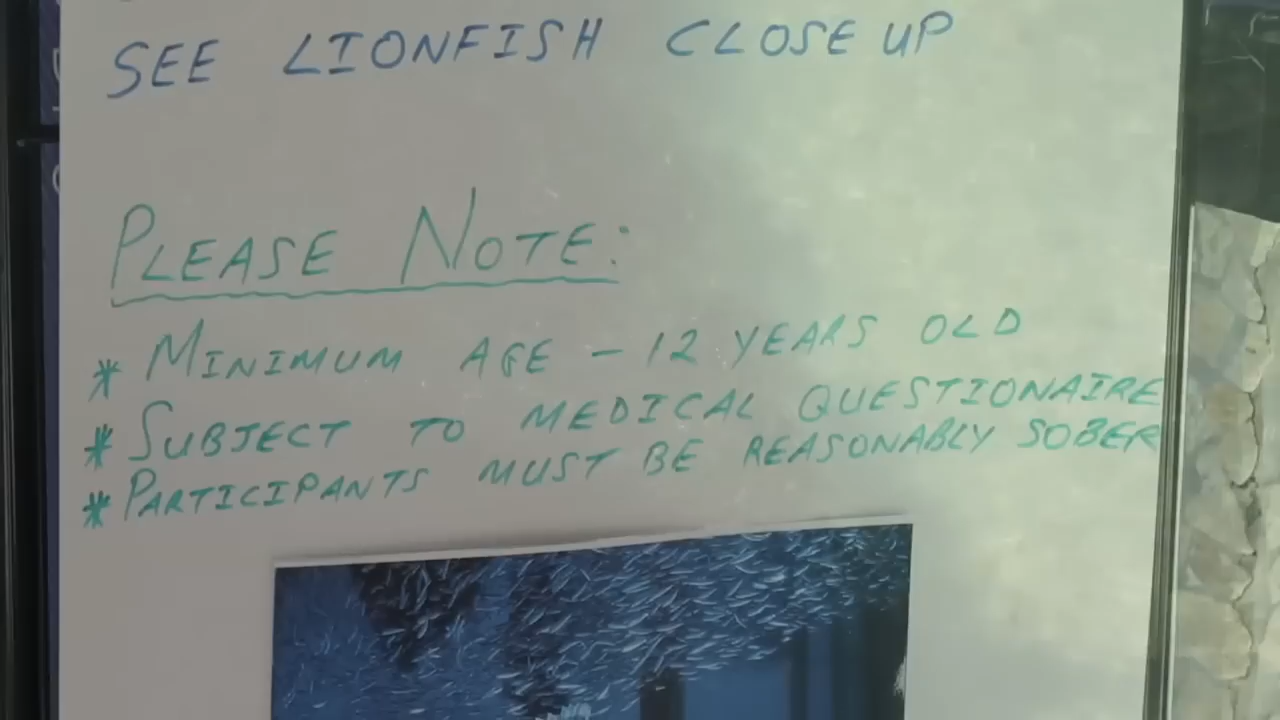 SEE LIONFISH CLOSE UP
PLEASE NOTE:
* MINIMUM AGE - 12 YEARS OLD
* SUBJECT TO MEDICAL QUESTIONAIRE
* PARTICIPANTS MUST BE REASONABLY SOBER